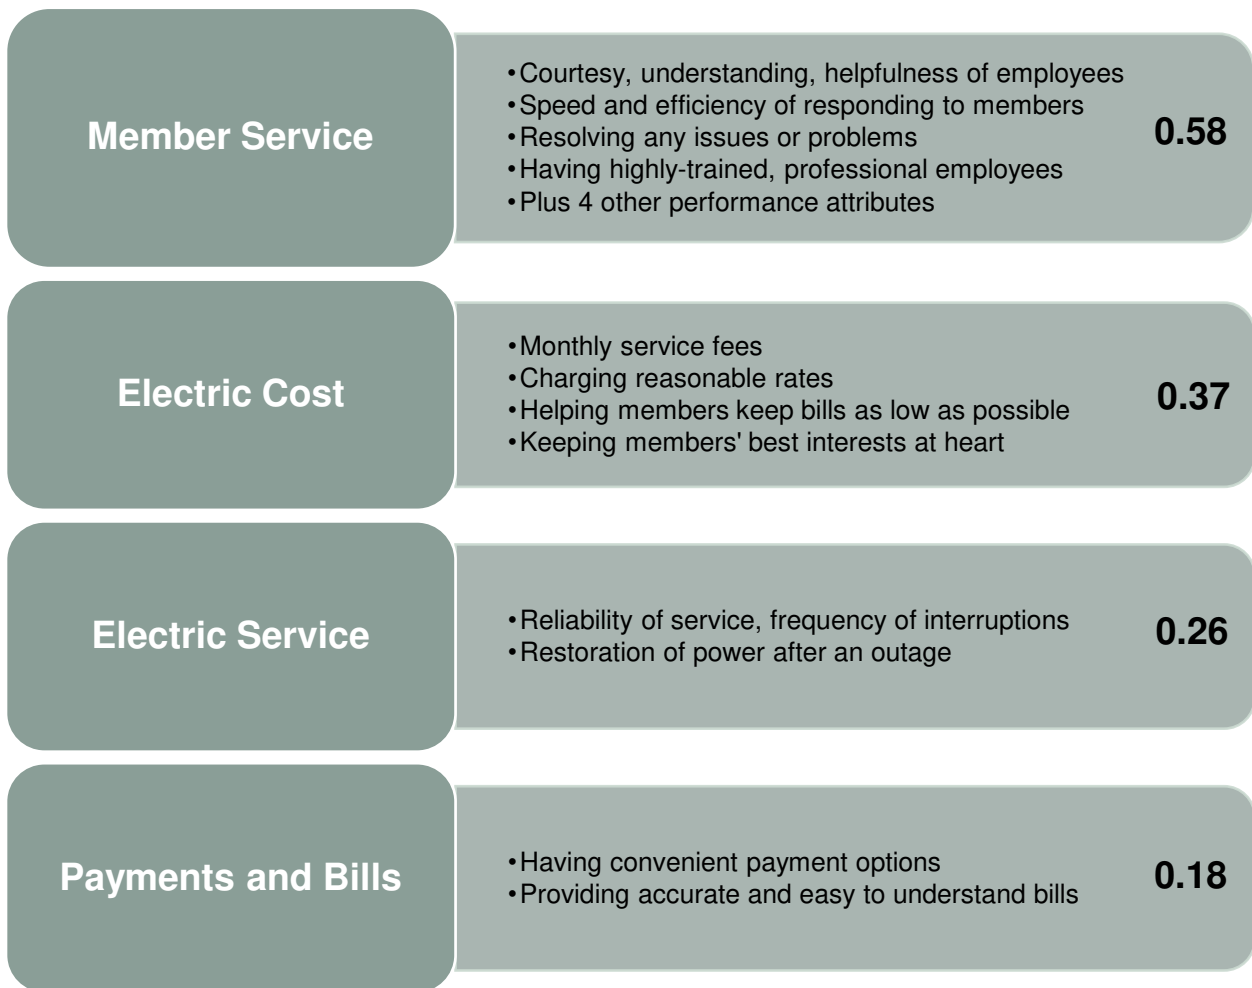 Member Service
•Courtesy, understanding, helpfulness of employees
•Speed and efficiency of responding to members
•Resolving any issues or problems
•Having highly-trained, professional employees
•Plus 4 other performance attributes
0.58
Electric Cost
•Monthly service fees
•Charging reasonable rates
•Helping members keep bills as low as possible
•Keeping members' best interests at heart
0.37
Electric Service
•Reliability of service, frequency of interruptions
•Restoration of power after an outage
0.26
Payments and Bills
•Having convenient payment options
•Providing accurate and easy to understand bills
0.18